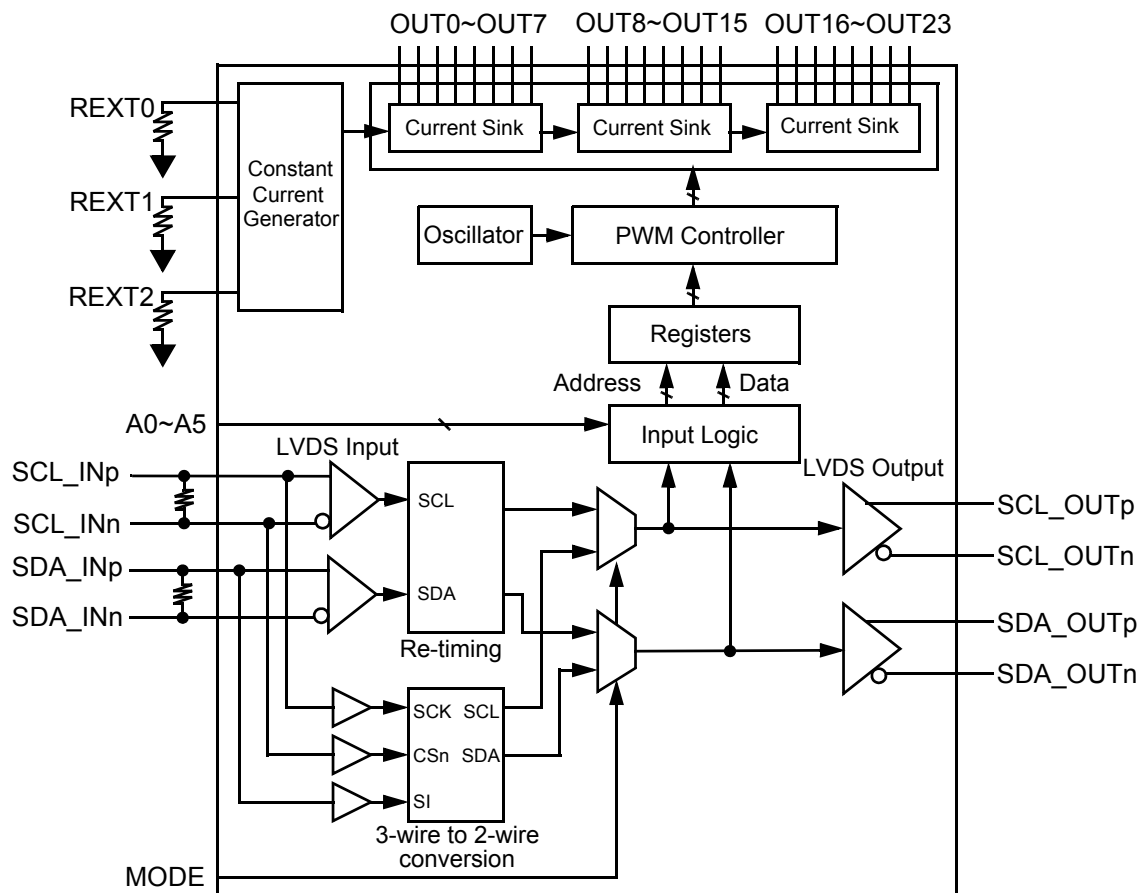 OUT0~OUT7 OUT8~OUT15 OUT16~OUT23
REXT0
REXT1
REXT2
Constant
Current
Generator
Current Sink
Current Sink
Current Sink
Oscillator
PWM Controller
Registers
Address
Data
A0~A5
Input Logic
LVDS Input
LVDS Output
SCL_INp
SCL_INn
SDA_INp
SDA_INn
SCL
SDA
Re-timing
SCL_OUTp
SCL_OUTn
SDA_OUTp
SDA_OUTn
SCK SCL
CSn SDA
SI
3-wire to 2-wire
conversion
MODE